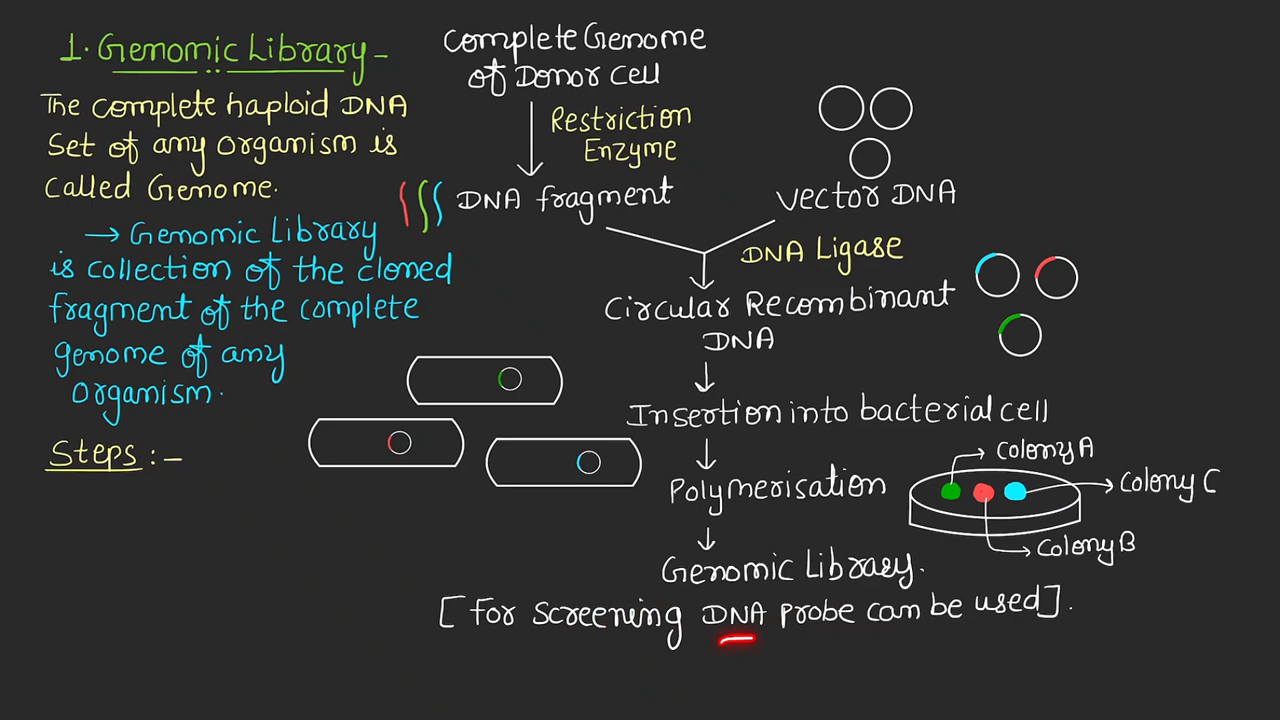 1. Genomic Library -
The complete haploid DNA
Set of any organism is
called Genome.
→ Genomic Library
is collection of the cloned
fragment of the complete
genome of any
organism.
Steps :-
Complete Genome
of Donor Cell
Restriction
Enzyme
DNA fragment
Vector DNA
DNA Ligase
Circular Recombinant
DNA
Insertion into bacterial cell
Polymerisation
Colony A
Colony C
Colony B
Genomic Library.
[for screening DNA probe can be used].